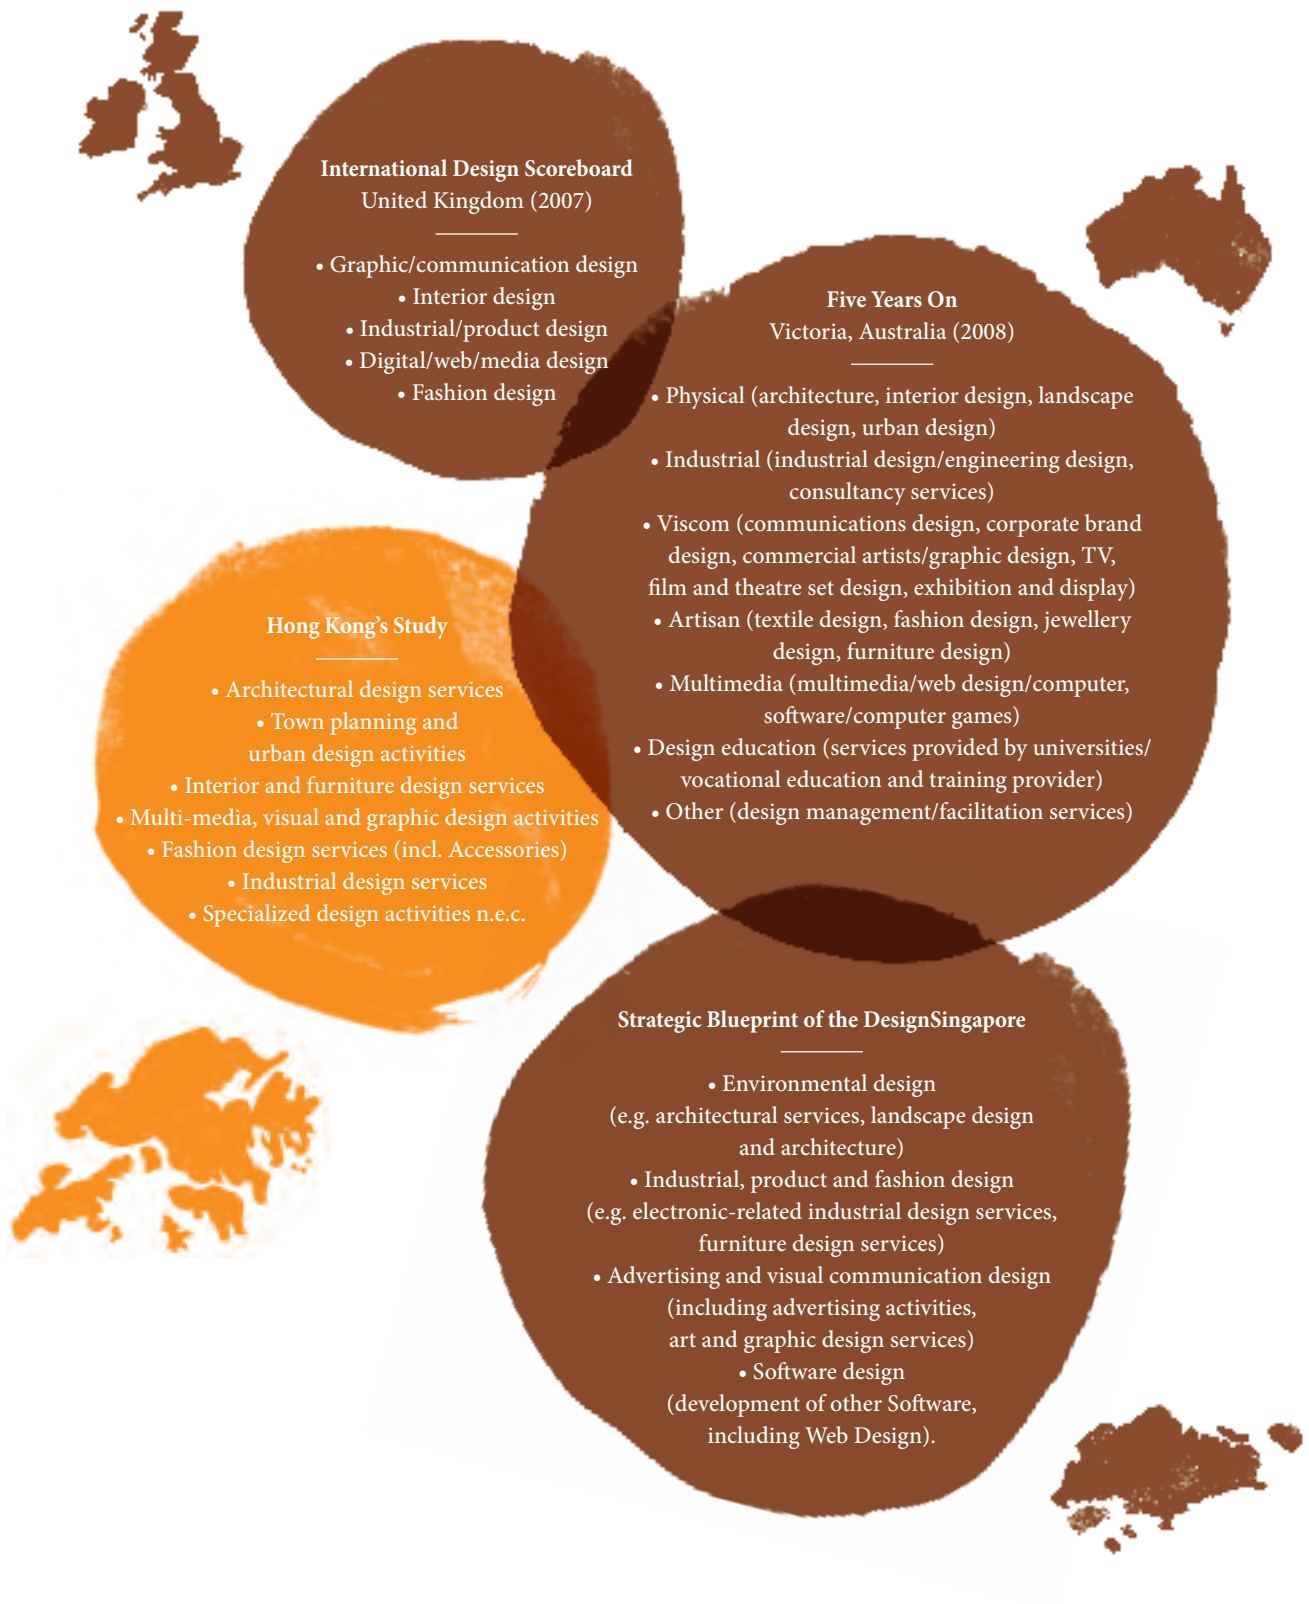 International Design Scoreboard
United Kingdom (2007)
• Graphic/communication design
• Interior design
• Industrial/product design
• Digital/web/media design
• Fashion design
Five Years On
Victoria, Australia (2008)
• Physical (architecture, interior design, landscape
design, urban design)
• Industrial (industrial design/engineering design,
consultancy services)
• Viscom (communications design, corporate brand
design, commercial artists/graphic design, TV,
film and theatre set design, exhibition and display)
• Artisan (textile design, fashion design, jewellery
design, furniture design)
• Multimedia (multimedia/web design/computer,
software/computer games)
• Design education (services provided by universities/
vocational education and training provider)
• Other (design management/facilitation services)
Hong Kong's Study
• Architectural design services
• Town planning and
urban design activities
• Interior and furniture design services
• Multi-media, visual and graphic design activities
• Fashion design services (incl. Accessories)
• Industrial design services
• Specialized design activities n.e.c.
Strategic Blueprint of the DesignSingapore
• Environmental design
(e.g. architectural services, landscape design
and architecture)
• Industrial, product and fashion design
(e.g. electronic-related industrial design services,
furniture design services)
• Advertising and visual communication design
(including advertising activities,
art and graphic design services)
• Software design
(development of other Software,
including Web Design).